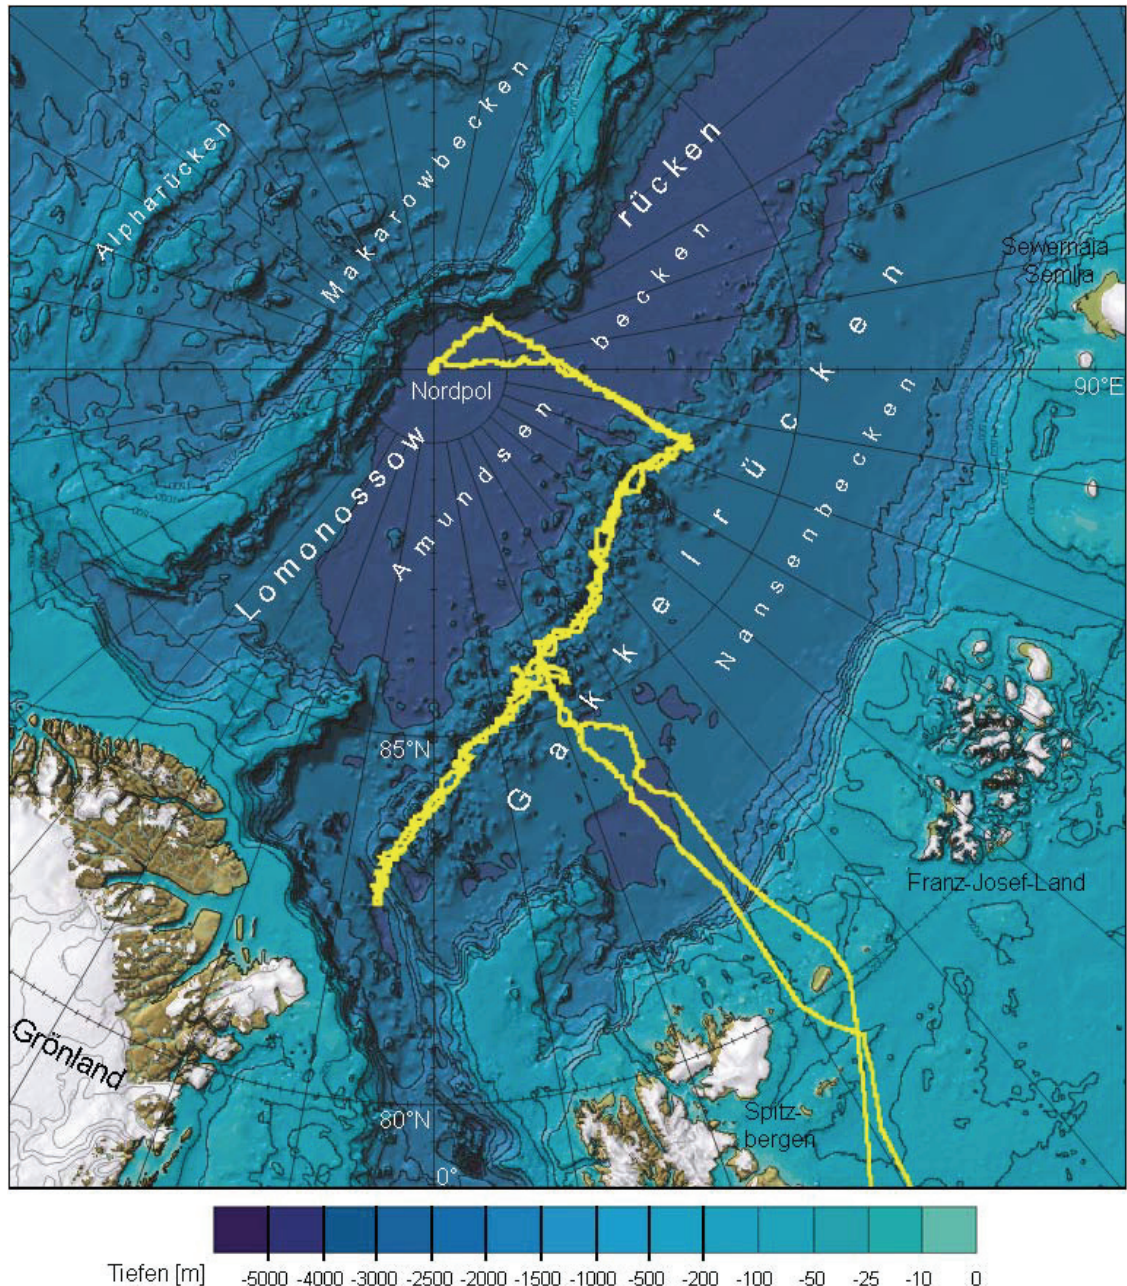 Alpharücken
Makarowbecken
Lomonossow
rücken
Amundsen
becken
Gakkelrücken
Nansenbecken
Sewernaja
Semlja
90°E
Nordpol
85°N
Franz-Josef-Land
Grönland
80°N
Spitz-
bergen
0°
Tiefen [m] -5000 -4000 -3000 -2500 -2000 -1500 -1000 -500 -200 -100 -50 -25 -10 0